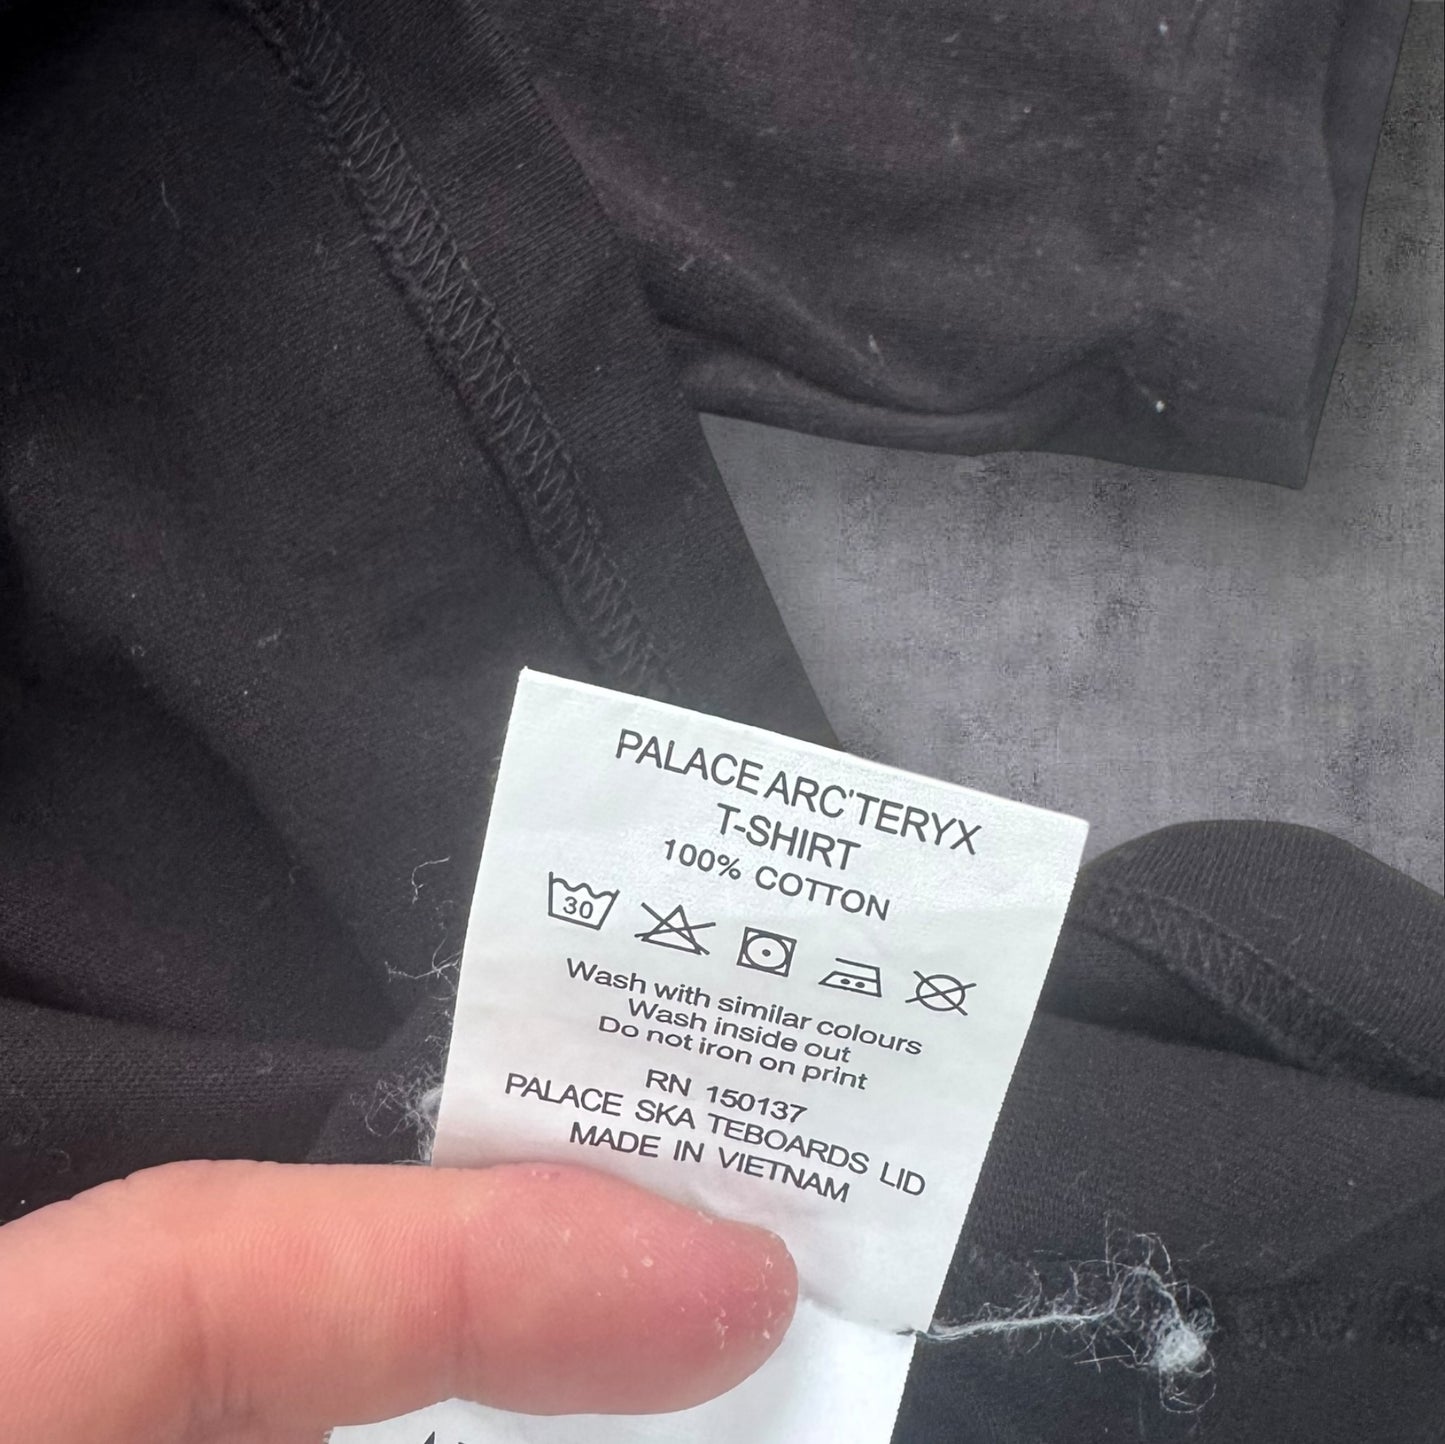 PALACE ARC'TERYX
T-SHIRT
100% COTTON
30
Wash with similar colours
Wash inside out
Do not iron on print
RN 150137
PALACE SKA TEBOARDS LID
MADE IN VIETNAM